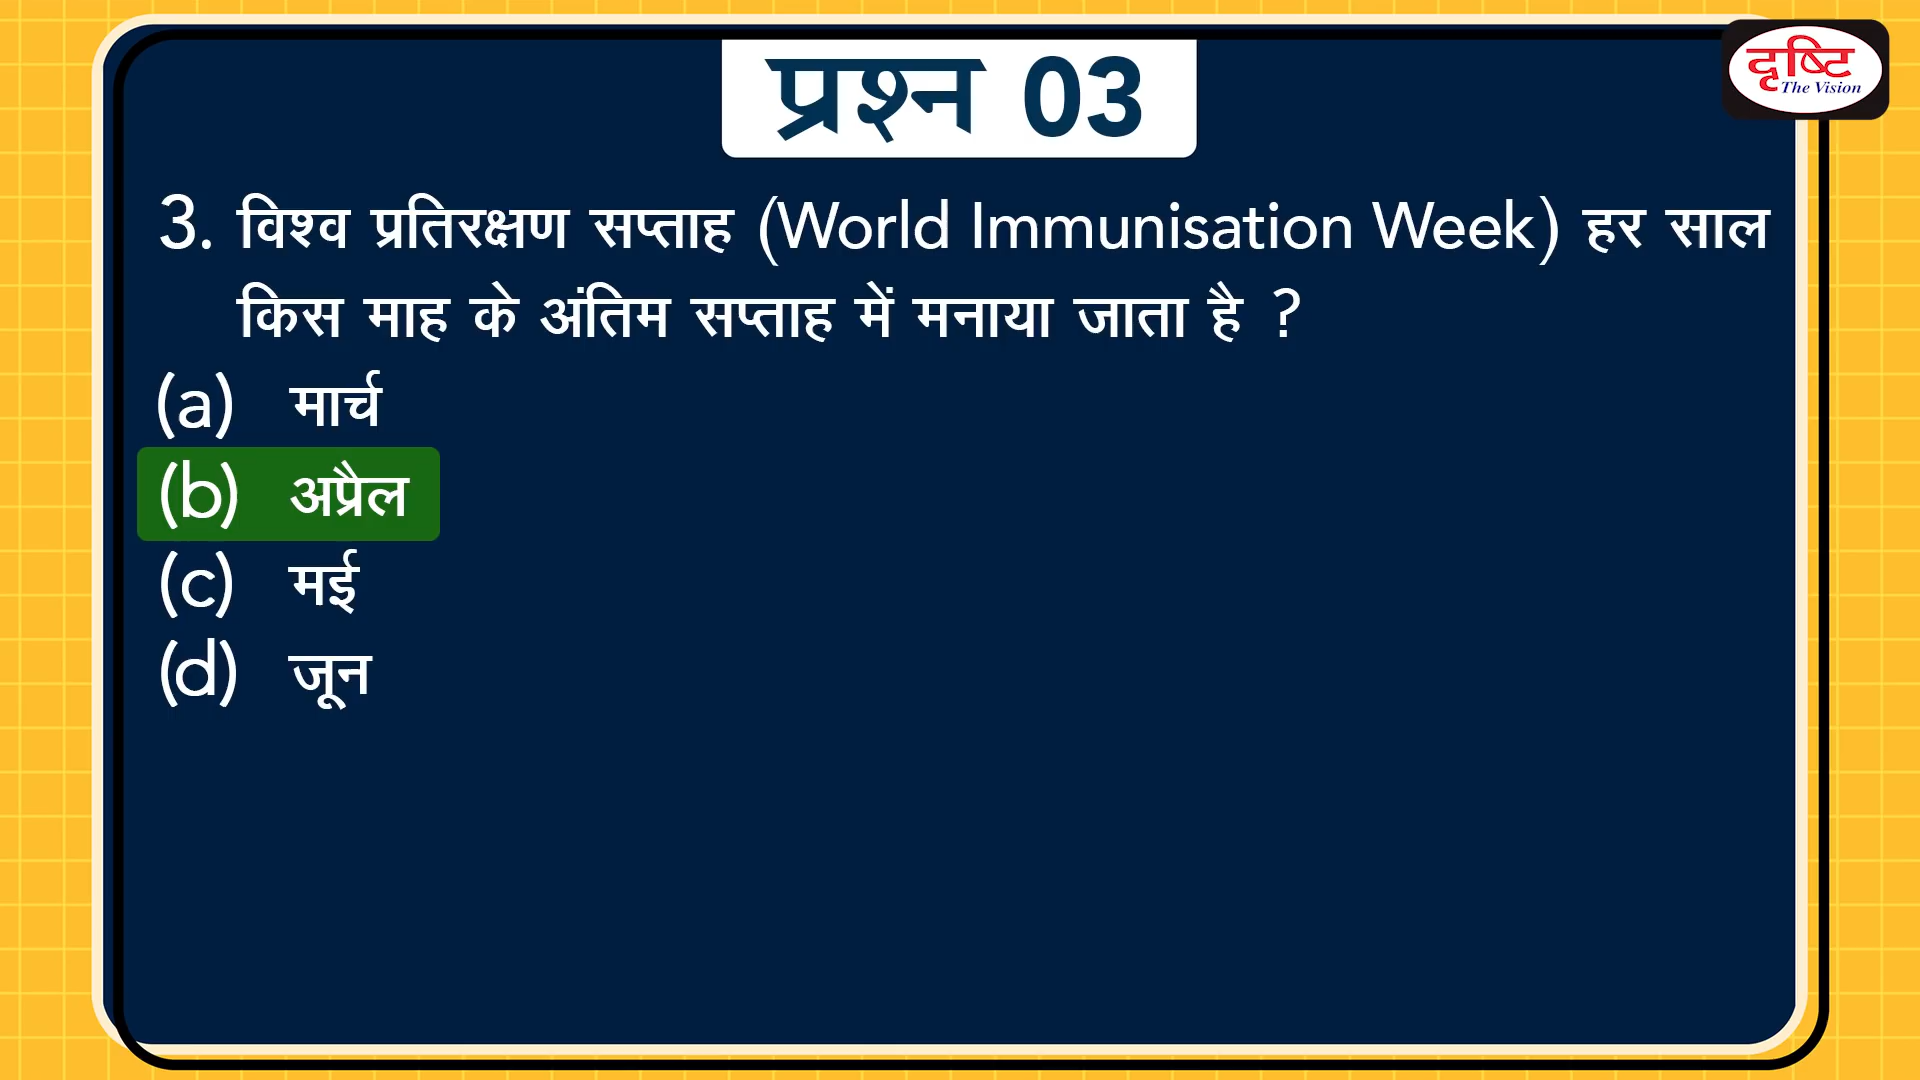 दृष्टि
The Vision
प्रश्न 03
3. विश्व प्रतिरक्षण सप्ताह (World Immunisation Week) हर साल
किस माह के अंतिम सप्ताह में मनाया जाता है ?
(a) मार्च
(b) अप्रैल
(c) मई
(d) जून